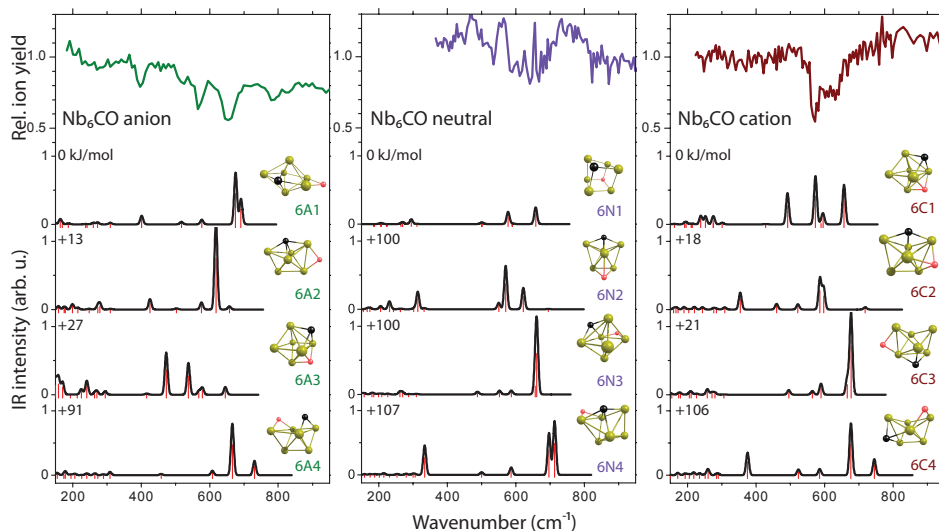 Rel. ion yield
1.0
0.5
Nb₆CO anion
1.0
0.5
Nb₆CO neutral
1.0
0.5
Nb₆CO cation
IR intensity (arb. u.)
1
0 kJ/mol
6A1
0
1
+13
6A2
0
1
+27
6A3
0
1
+91
6A4
0
200 400 600 800
1
0 kJ/mol
6N1
0
1
+100
6N2
0
1
+100
6N3
0
1
+107
6N4
0
200 400 600 800
1
0 kJ/mol
6C1
0
1
+18
6C2
0
1
+21
6C3
0
1
+106
6C4
0
200 400 600 800
Wavenumber (cm⁻¹)